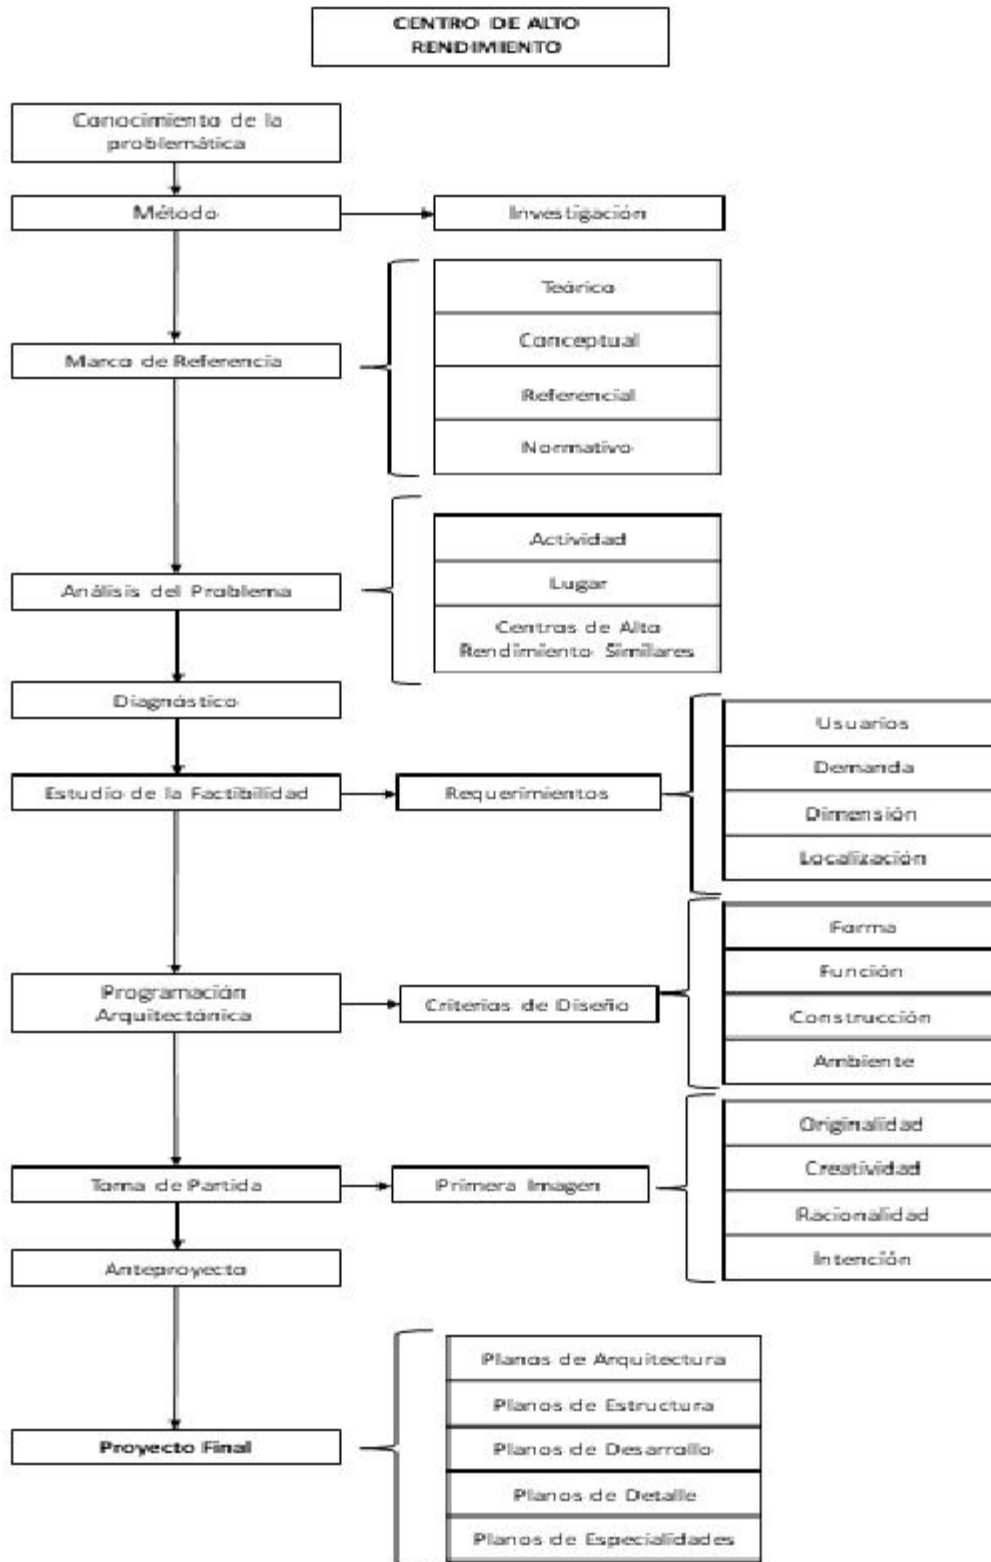 CENTRO DE ALTO
RENDIMIENTO
Conocimiento de la
problemática
Método
Investigación
Teórico
Conceptual
Marco de Referencia
Referencial
Normativo
Actividad
Lugar
Análisis del Problema
Centros de Alto
Rendimiento Similares
Diagnóstico
Usuarios
Demanda
Estudio de la Factibilidad
Requerimientos
Dimensión
Localización
Forma
Función
Programación
Arquitectónica
Criterios de Diseño
Construcción
Ambiente
Originalidad
Creatividad
Toma de Partida
Primera Imagen
Racionalidad
Intención
Anteproyecto
Planos de Arquitectura
Planos de Estructura
Proyecto Final
Planos de Desarrollo
Planos de Detalle
Planos de Especialidades